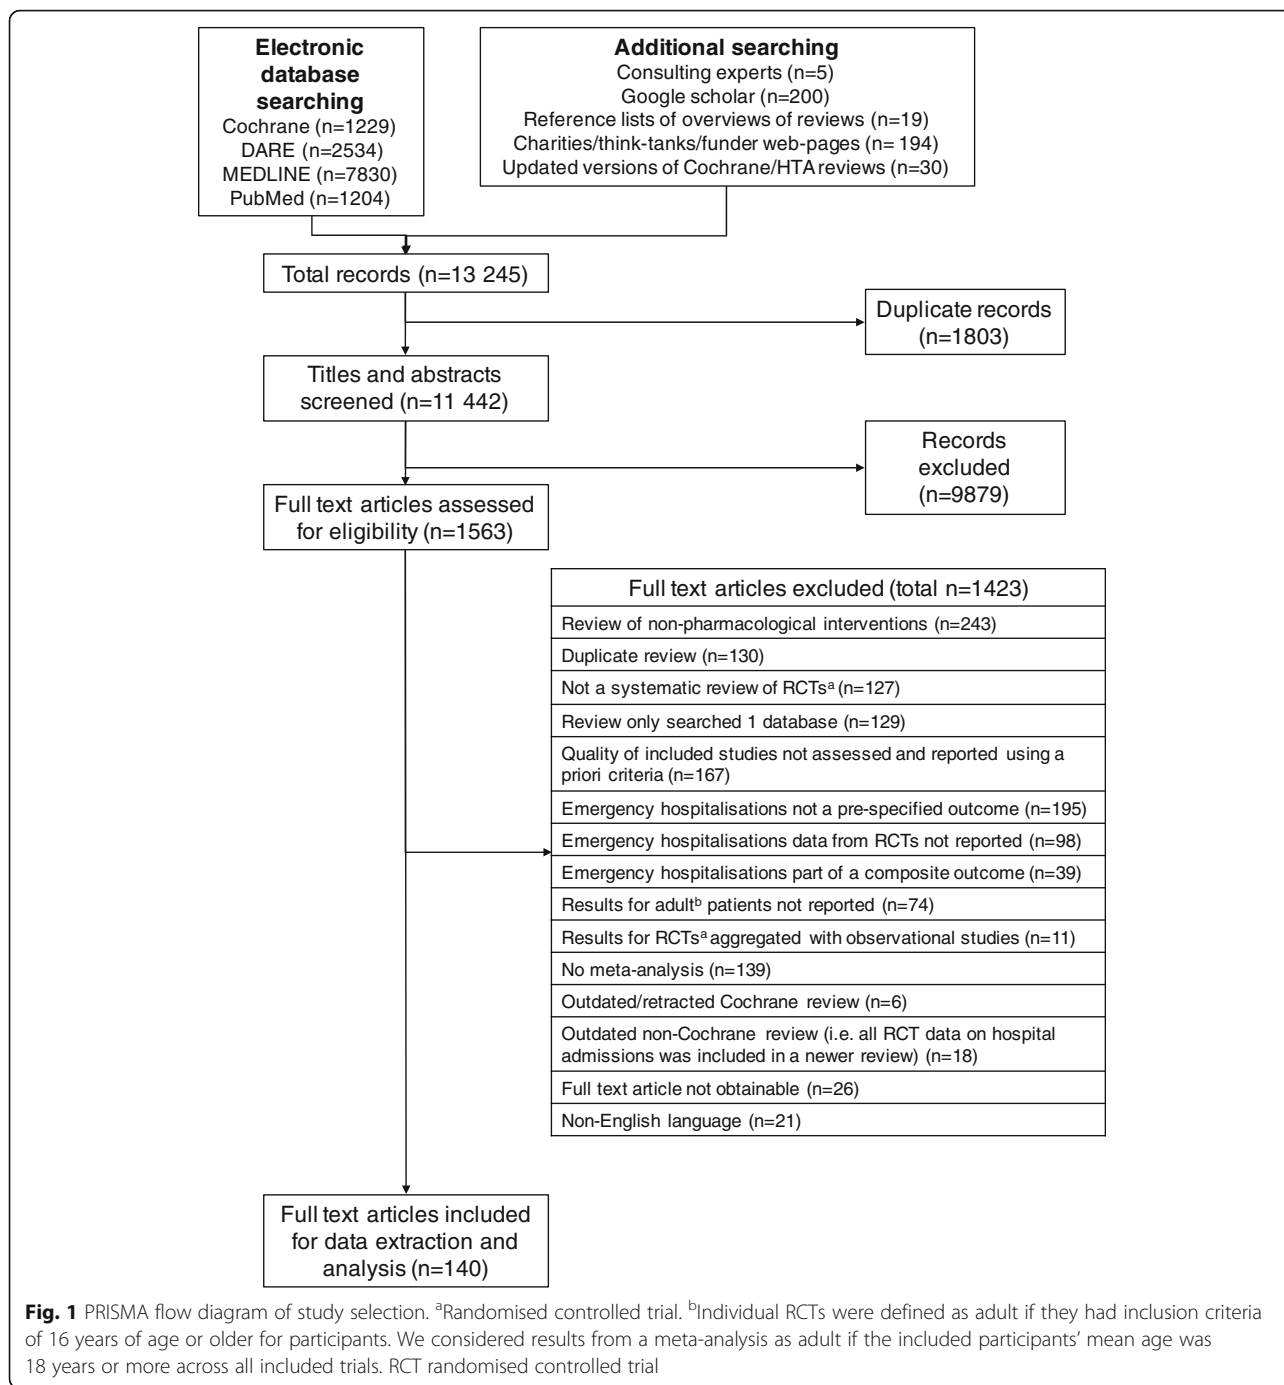 Electronic
database
searching
Cochrane (n=1229)
DARE (n=2534)
MEDLINE (n=7830)
PubMed (n=1204)
Additional searching
Consulting experts (n=5)
Google scholar (n=200)
Reference lists of overviews of reviews (n=19)
Charities/think-tanks/funder web-pages (n= 194)
Updated versions of Cochrane/HTA reviews (n=30)
Total records (n=13 245)
Duplicate records
(n=1803)
Titles and abstracts
screened (n=11 442)
Records
excluded
(n=9879)
Full text articles assessed
for eligibility (n=1563)
Full text articles excluded (total n=1423)
Review of non-pharmacological interventions (n=243)
Duplicate review (n=130)
Not a systematic review of RCTsᵃ (n=127)
Review only searched 1 database (n=129)
Quality of included studies not assessed and reported using a
priori criteria (n=167)
Emergency hospitalisations not a pre-specified outcome (n=195)
Emergency hospitalisations data from RCTs not reported (n=98)
Emergency hospitalisations part of a composite outcome (n=39)
Results for adultᵇ patients not reported (n=74)
Results for RCTsᵃ aggregated with observational studies (n=11)
No meta-analysis (n=139)
Outdated/retracted Cochrane review (n=6)
Outdated non-Cochrane review (i.e. all RCT data on hospital
admissions was included in a newer review) (n=18)
Full text article not obtainable (n=26)
Non-English language (n=21)
Full text articles included
for data extraction and
analysis (n=140)
Fig. 1 PRISMA flow diagram of study selection. ᵃRandomised controlled trial. ᵇIndividual RCTs were defined as adult if they had inclusion criteria
of 16 years of age or older for participants. We considered results from a meta-analysis as adult if the included participants' mean age was
18 years or more across all included trials. RCT randomised controlled trial